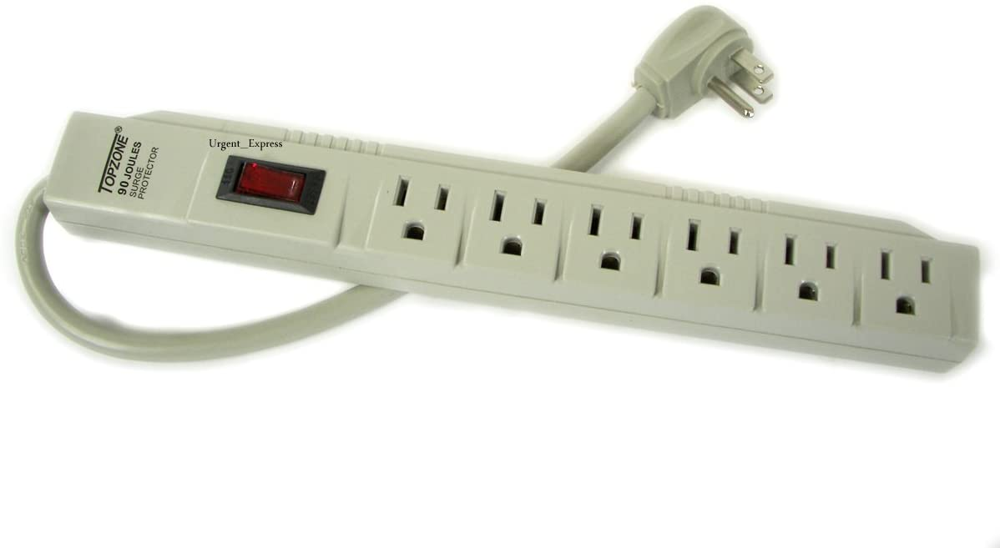 TOPZONE®
90 JOULES
SURGE
PROTECTOR
Urgent_Express